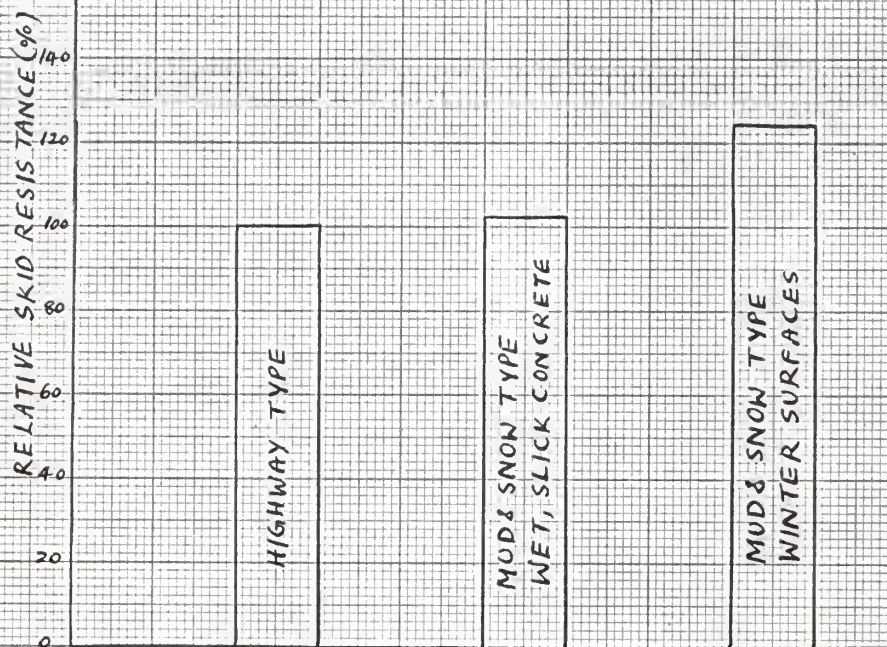 RELATIVE SKID RESISTANCE (%)
140
120
100
80
60
40
20
0
HIGHWAY TYPE
MUD & SNOW TYPE
WET, SLICK CONCRETE
MUD & SNOW TYPE
WINTER SURFACES